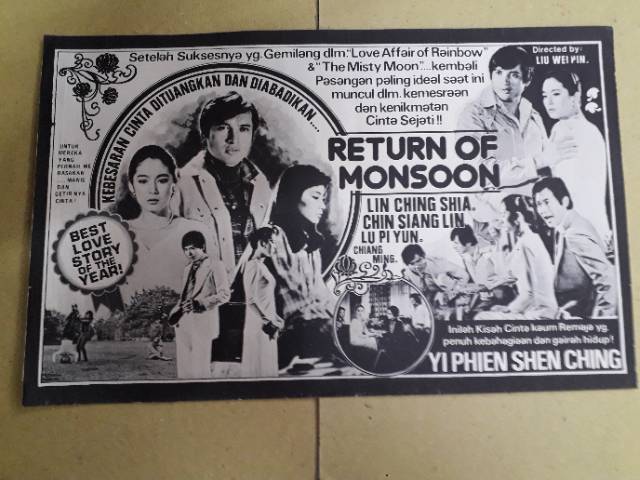 Setelah Suksesnya yg. Gemilang dlm. "Love Affair of Rainbow"
& "The Misty Moon"....kembali
Pasangan paling ideal saat ini
muncul dlm. kemesraan
dan kenikmatan
Cinta Sejati!!
Directed by:
LIU WEI PIN.
KEBESARAN CINTA DITUANGKAN DAN DIABADIKAN....
UNTUK
MEREKA
YANG
PERNAH ME
RASAKAN
.... MANIS
DAN
GETIRNYA
CINTA!
RETURN OF
MONSOON
LIN CHING SHIA.
CHIN SIANG LIN.
LU PI YUN.
CHIANG
MING.
BEST
LOVE
STORY
OF THE
YEAR!
Inilah Kisah Cinta kaum Remaja yg.
penuh kebahagiaan dan gairah hidup!
YI PHIEN SHEN CHING